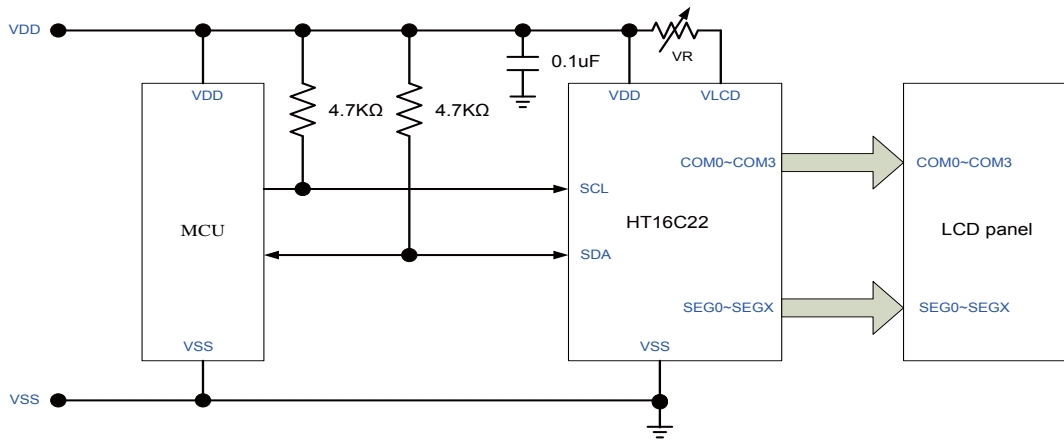 VDD
0.1uF
VR
VDD
4.7KΩ
4.7KΩ
VDD
VLCD
COM0~COM3
COM0~COM3
SCL
MCU
HT16C22
LCD panel
SDA
SEG0~SEGX
SEG0~SEGX
VSS
VSS
VSS